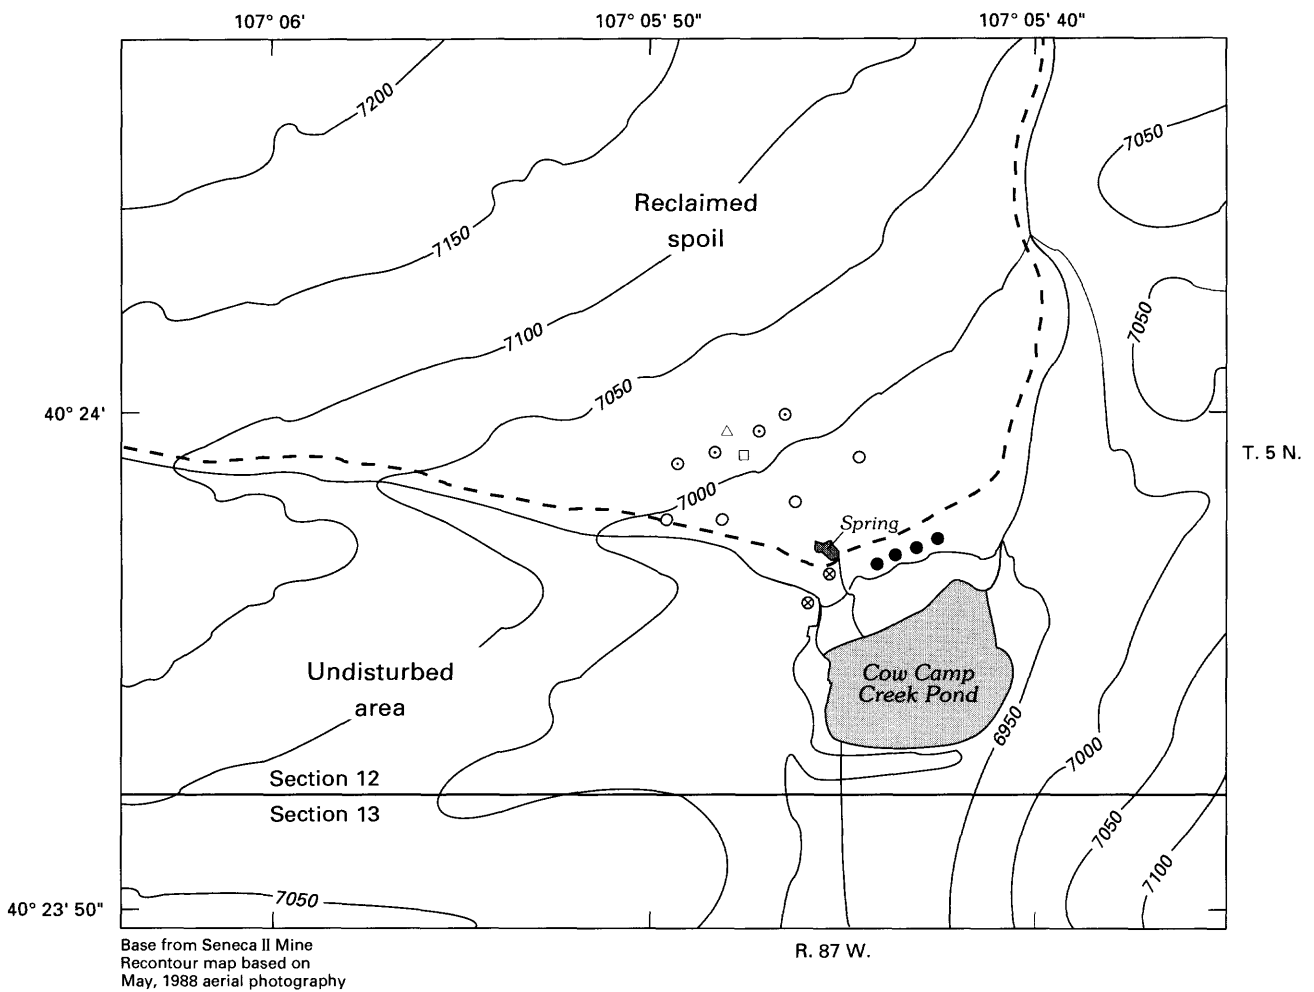 107° 06'
107° 05' 50"
107° 05' 40"
7200
7050
Reclaimed
spoil
7150
7050
7100
7050
40° 24'
T. 5 N.
7000
Spring
Undisturbed
area
Cow Camp
Creek Pond
6950
7000
Section 12
Section 13
7050
7100
7050
40° 23' 50"
Base from Seneca II Mine
Recontour map based on
May, 1988 aerial photography
R. 87 W.